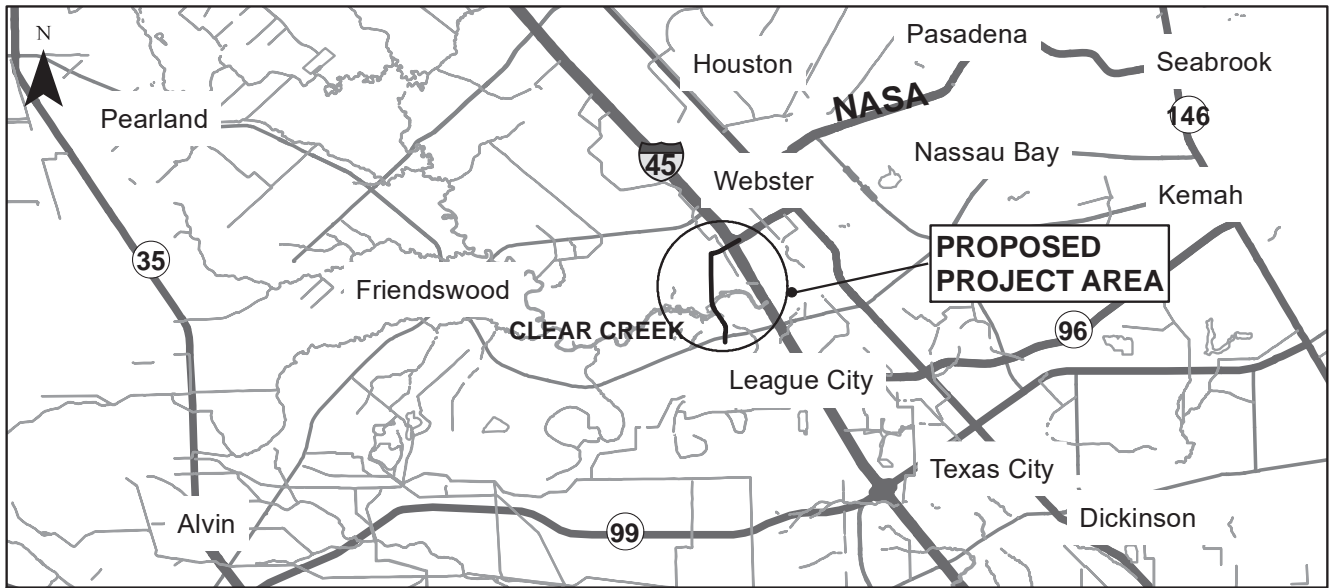 N
Pasadena
Houston
Seabrook
NASA
Pearland
146
45
Nassau Bay
Webster
Kemah
35
PROPOSED
PROJECT AREA
Friendswood
CLEAR CREEK
96
League City
Texas City
Alvin
Dickinson
99